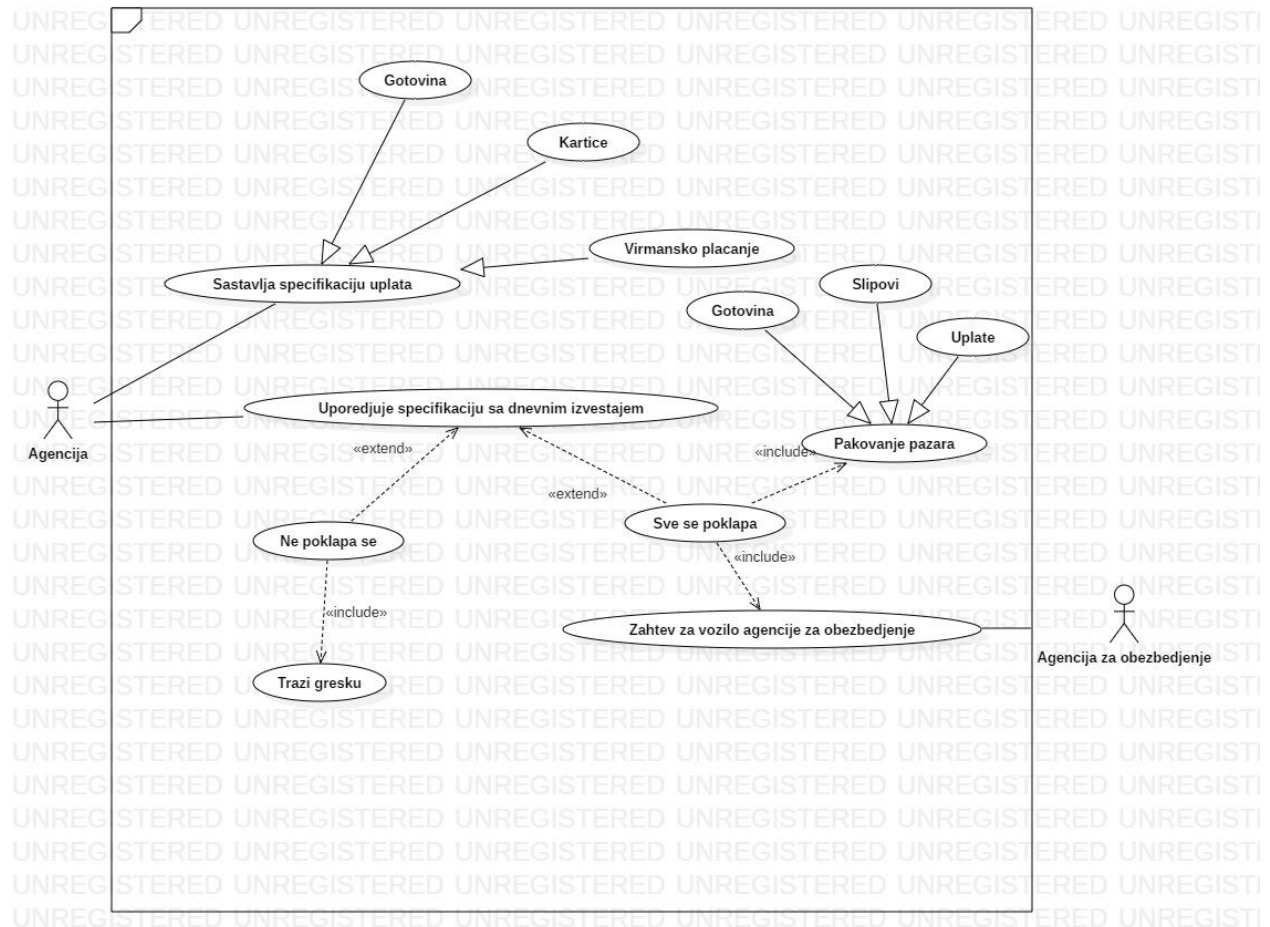 Gotovina
Kartice
Virmansko placanje
Sastavlja specifikaciju uplata
Slipovi
Gotovina
Uplate
Agencija
Uporedjuje specifikaciju sa dnevnim izvestajem
Pakovanje pazara
«extend»
«include»
«extend»
Ne poklapa se
Sve se poklapa
«include»
«include»
Zahtev za vozilo agencije za obezbedjenje
Agencija za obezbedjenje
Trazi gresku
UNREGISTERED